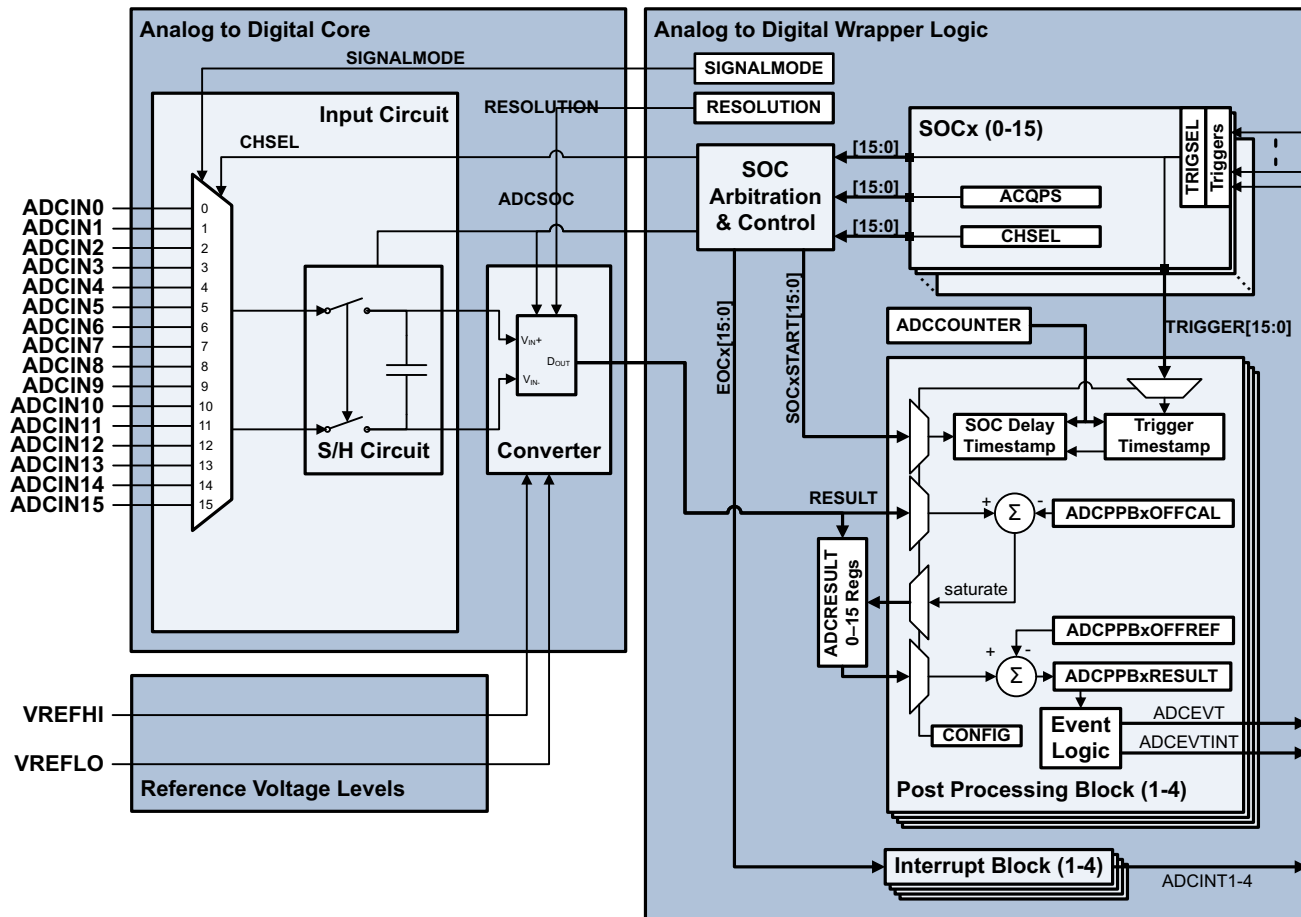 Analog to Digital Core
Analog to Digital Wrapper Logic
SIGNALMODE
SIGNALMODE
RESOLUTION
RESOLUTION
Input Circuit
SOCx (0-15)
TRIGSEL
Triggers
CHSEL
[15:0]
SOC
Arbitration
& Control
[15:0]
ACQPS
ADCSOC
[15:0]
CHSEL
ADCIN0
0
ADCIN1
1
ADCIN2
2
ADCIN3
3
ADCIN4
4
ADCIN5
5
ADCIN6
6
ADCIN7
7
ADCIN8
8
ADCIN9
9
ADCIN10
10
ADCIN11
11
ADCIN12
12
ADCIN13
13
ADCIN14
14
ADCIN15
15
S/H Circuit
VIN+
DOUT
VIN-
Converter
EOCx[15:0]
SOCxSTART[15:0]
ADCCOUNTER
TRIGGER[15:0]
SOC Delay
Timestamp
Trigger
Timestamp
RESULT
+
Σ
-
ADCPPBxOFFCAL
ADCRESULT
0–15 Regs
saturate
ADCPPBxOFFREF
+
-
Σ
ADCPPBxRESULT
CONFIG
Event
Logic
ADCEVT
ADCEVTINT
Post Processing Block (1-4)
VREFHI
VREFLO
Reference Voltage Levels
Interrupt Block (1-4)
ADCINT1-4